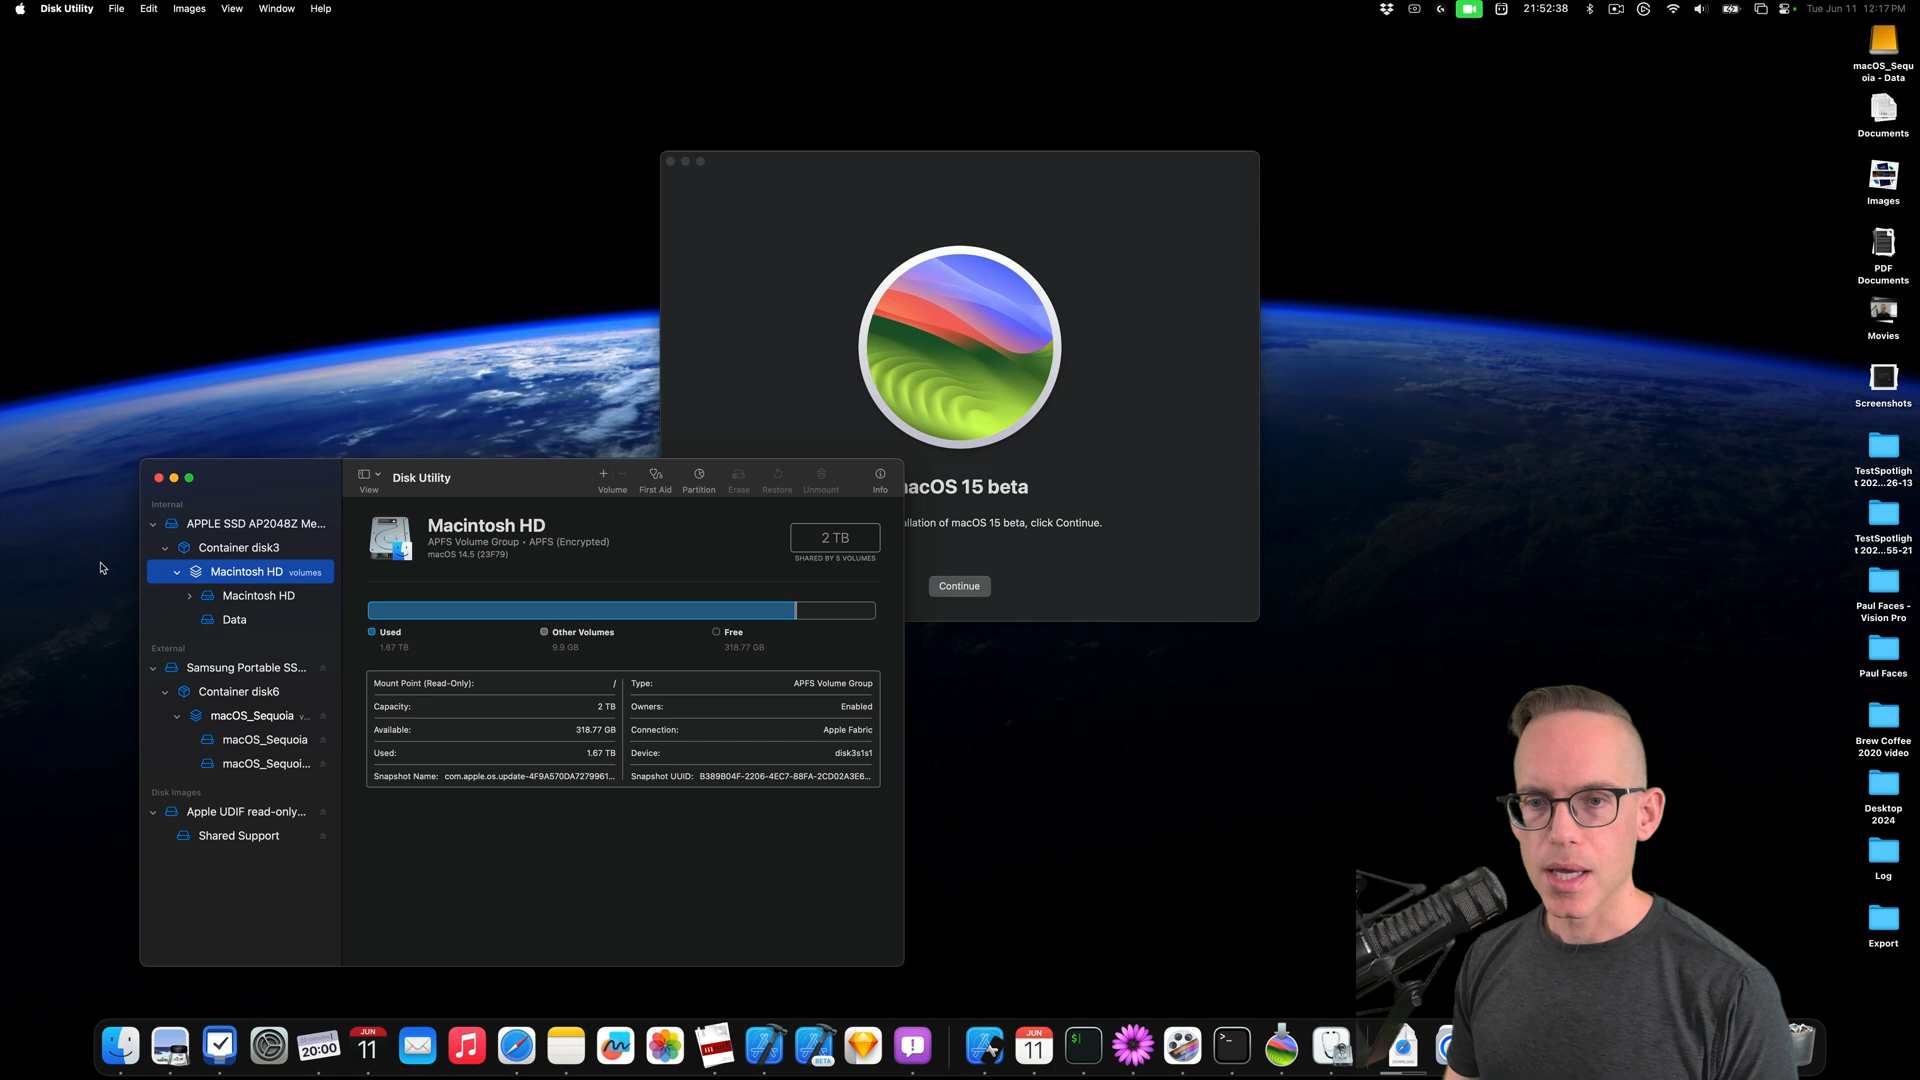 Disk Utility File Edit Images View Window Help
21:52:38
Tue Jun 11 12:17 PM
macOS_Sequ
oia - Data
Documents
Images
PDF
Documents
Movies
Screenshots
TestSpotligh
t 202...26-13
TestSpotligh
t 202...55-21
Paul Faces -
Vision Pro
Paul Faces
Brew Coffee
2020 video
Desktop
2024
Log
Export
acOS 15 beta
llation of macOS 15 beta, click Continue.
Continue
Internal
APPLE SSD AP2048Z Me...
Container disk3
Macintosh HD volumes
Macintosh HD
Data
External
Samsung Portable SS...
Container disk6
macOS_Sequoia v...
macOS_Sequoia
macOS_Sequoi...
Disk Images
Apple UDIF read-only...
Shared Support
View
Disk Utility
Volume First Aid Partition Erase Restore Unmount Info
Macintosh HD
APFS Volume Group • APFS (Encrypted)
macOS 14.5 (23F79)
2 TB
SHARED BY 5 VOLUMES
Used
1.67 TB
Other Volumes
9.9 GB
Free
318.77 GB
Mount Point (Read-Only): /
Capacity: 2 TB
Available: 318.77 GB
Used: 1.67 TB
Snapshot Name: com.apple.os.update-4F9A570DA7279961...
Type: APFS Volume Group
Owners: Enabled
Connection: Apple Fabric
Device: disk3s1s1
Snapshot UUID: B389B04F-2206-4EC7-88FA-2CD02A3E6...
20:00
JUN
11
BETA
JUN
11
$
>_
DOWNLOAD